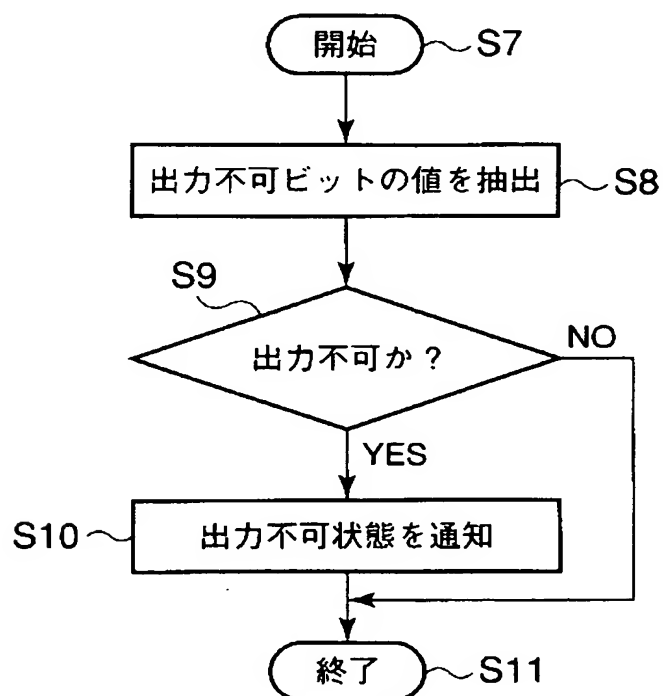 開始 S7
出力不可ビットの値を抽出 S8
S9
出力不可か？ NO
YES
S10 出力不可状態を通知
終了 S11